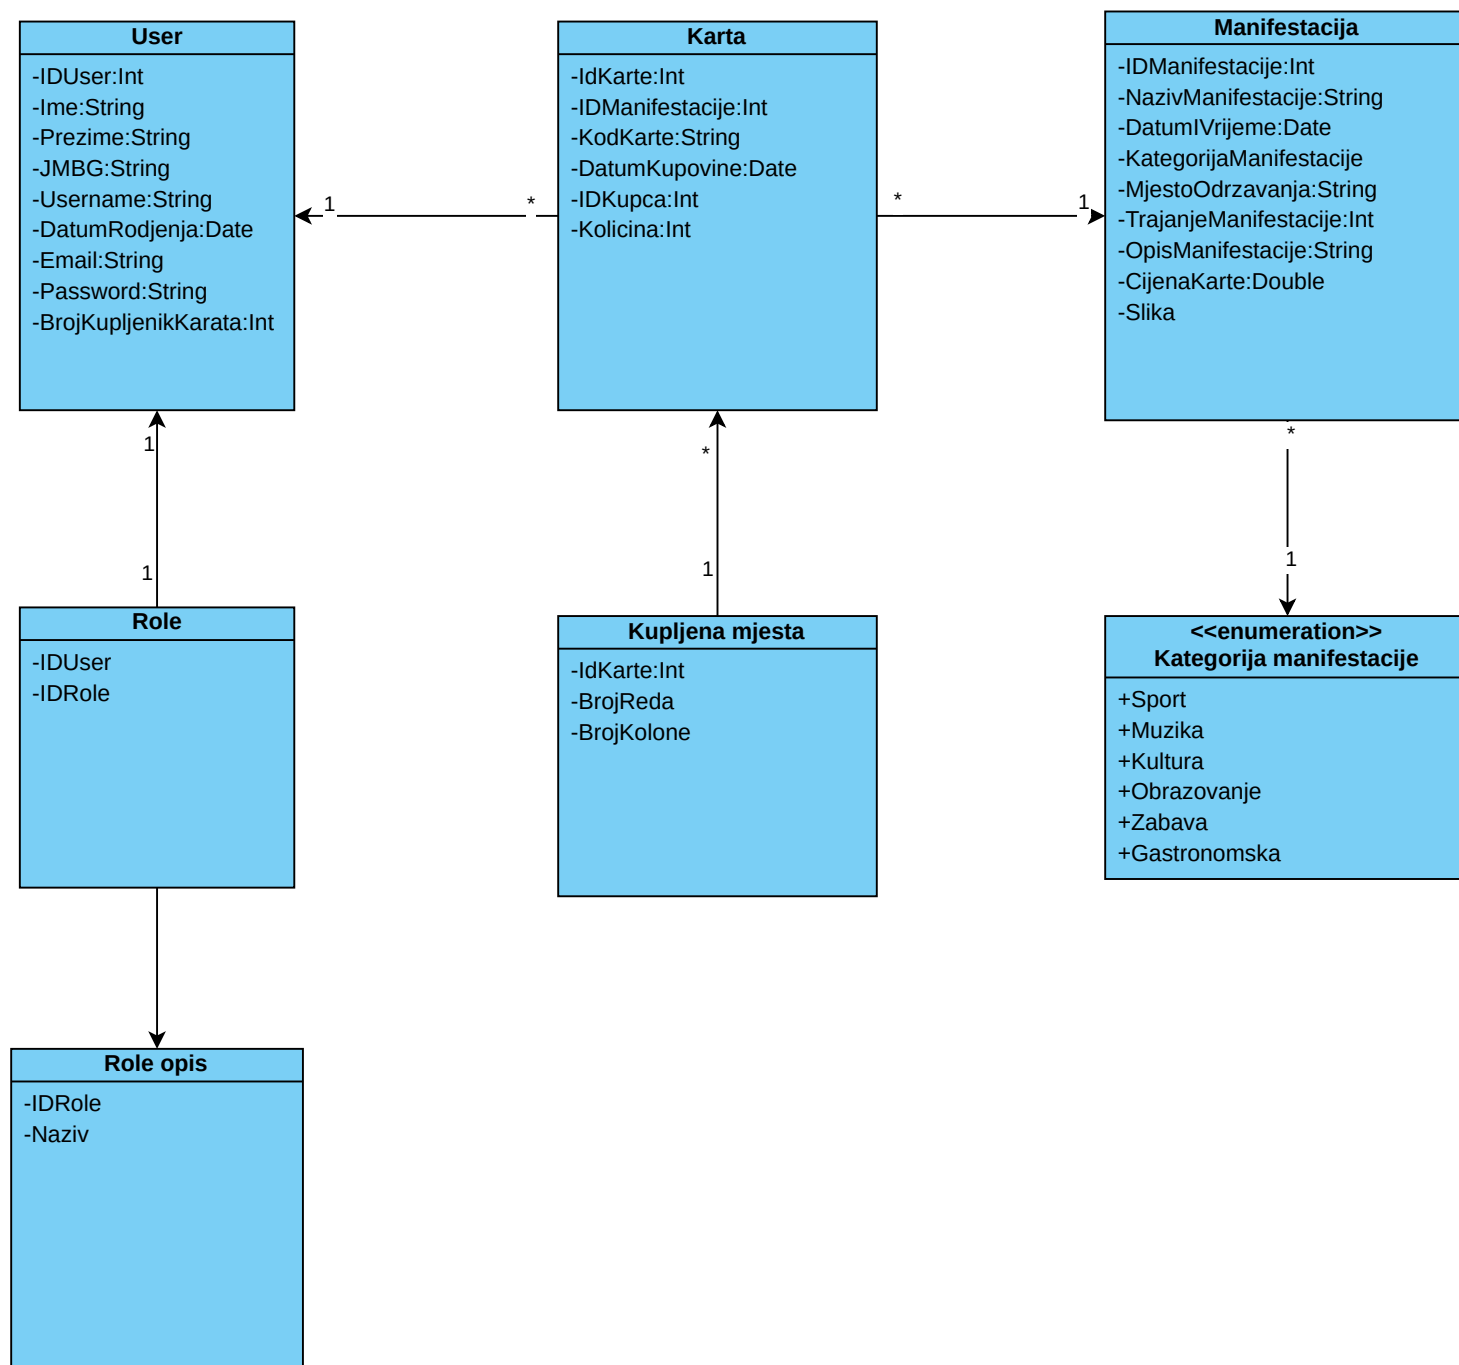 User
-IDUser:Int
-Ime:String
-Prezime:String
-JMBG:String
-Username:String
-DatumRodjenja:Date
-Email:String
-Password:String
-BrojKupljenikKarata:Int
Karta
-IdKarte:Int
-IDManifestacije:Int
-KodKarte:String
-DatumKupovine:Date
-IDKupca:Int
-Kolicina:Int
Manifestacija
-IDManifestacije:Int
-NazivManifestacije:String
-DatumIVrijeme:Date
-KategorijaManifestacije
-MjestoOdrzavanja:String
-TrajanjeManifestacije:Int
-OpisManifestacije:String
-CijenaKarte:Double
-Slika
1
*
*
1
1
1
*
1
*
1
Role
-IDUser
-IDRole
Kupljena mjesta
-IdKarte:Int
-BrojReda
-BrojKolone
<<enumeration>>
Kategorija manifestacije
+Sport
+Muzika
+Kultura
+Obrazovanje
+Zabava
+Gastronomska
Role opis
-IDRole
-Naziv